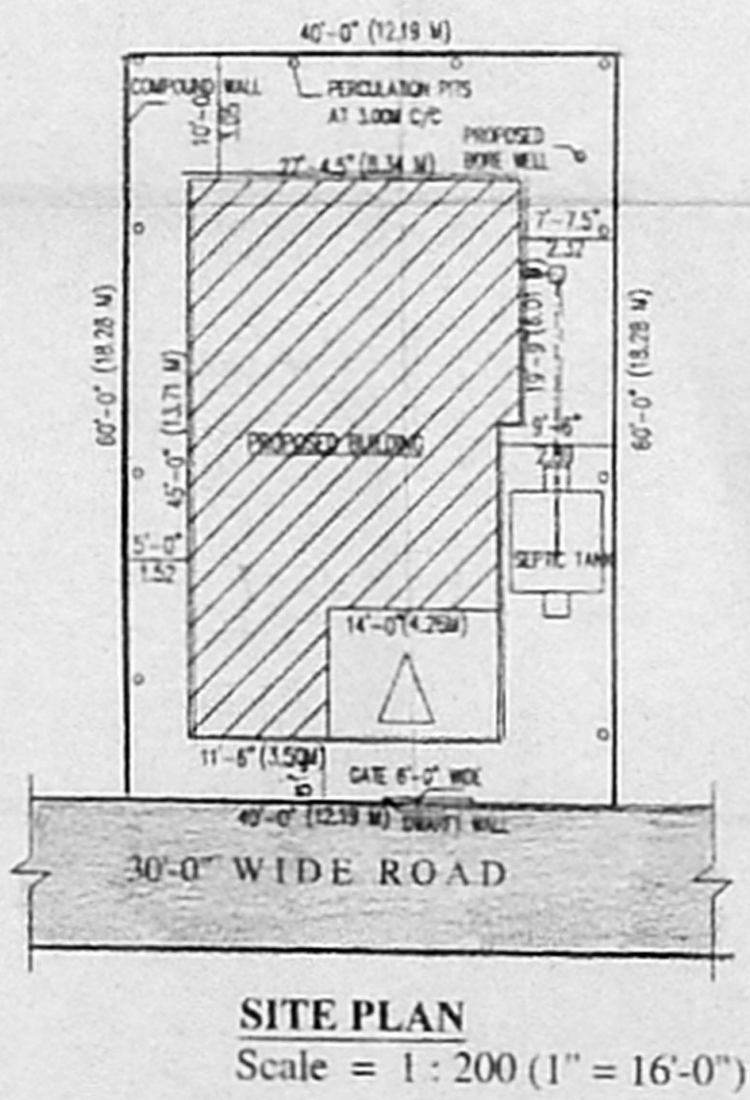 40'-0" (12.19 M)
COMPOUND WALL
PERCULATION PITS
AT 3.00M C/C
PROPOSED
BORE WELL
10'-0"
3.05
27'-4.5" (8.34 M)
7'-7.5"
2.32
60'-0" (18.28 M)
45'-0" (13.71 M)
19'-9" (6.01 M)
60'-0" (18.28 M)
PROPOSED BUILDING
9'-6"
5'-0"
1.52
SEPTIC TANK
14'-0"(4.26M)
11'-6" (3.50M)
GATE 6'-0" WIDE
40'-0" (12.19 M)
WALL
30'-0" WIDE ROAD
SITE PLAN
Scale = 1 : 200 (1" = 16'-0")